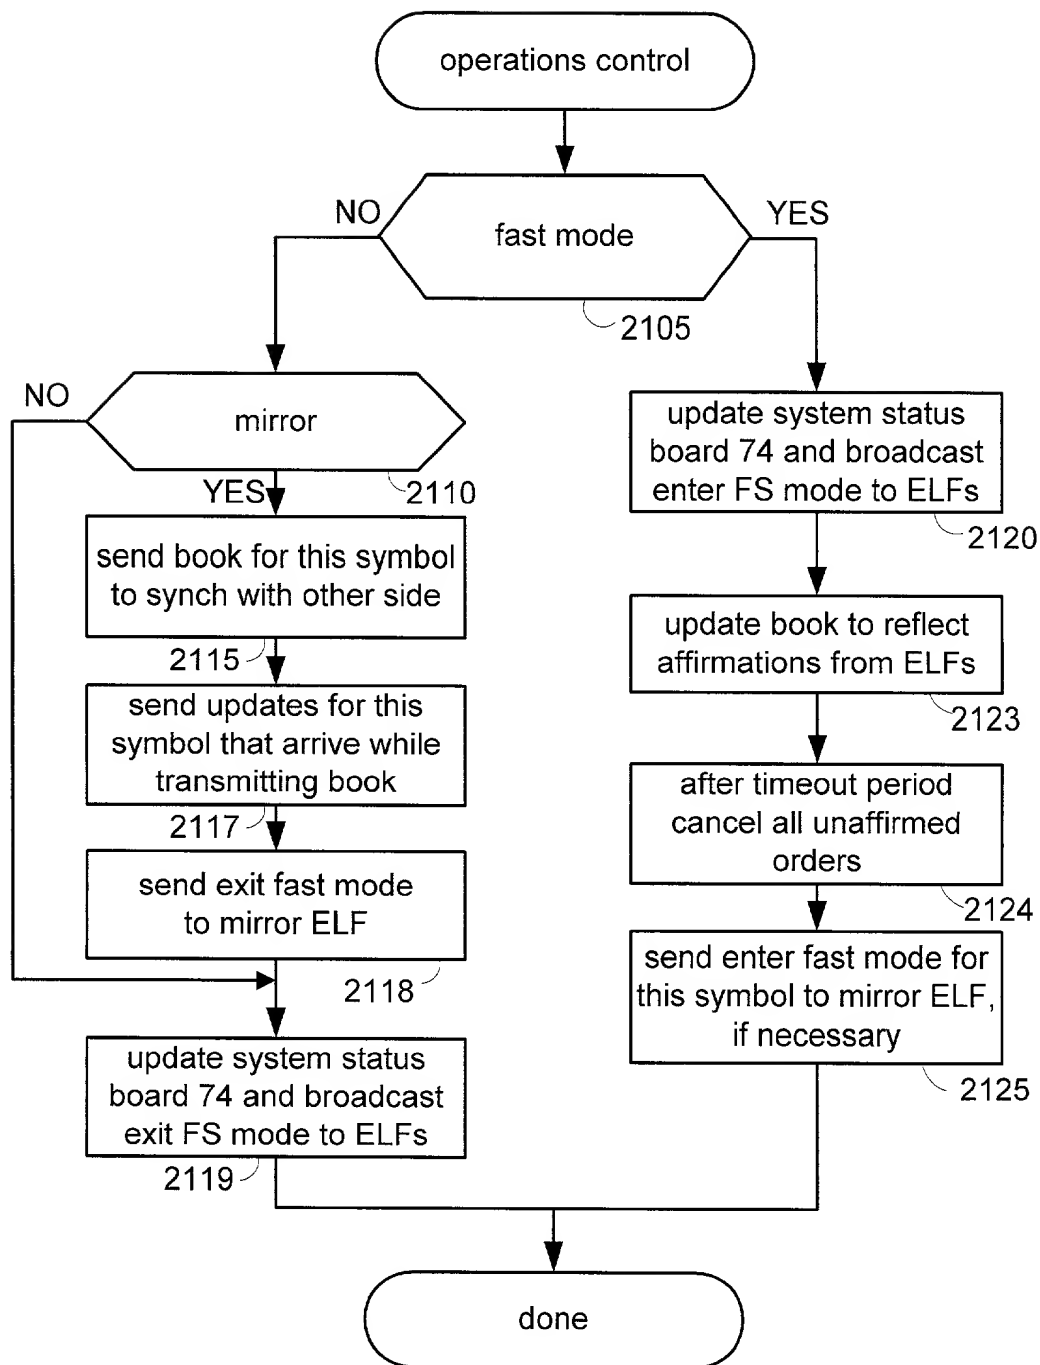 operations control
NO
YES
fast mode
2105
NO
mirror
YES
2110
send book for this symbol
to synch with other side
2115
send updates for this
symbol that arrive while
transmitting book
2117
send exit fast mode
to mirror ELF
2118
update system status
board 74 and broadcast
exit FS mode to ELFs
2119
update system status
board 74 and broadcast
enter FS mode to ELFs
2120
update book to reflect
affirmations from ELFs
2123
after timeout period
cancel all unaffirmed
orders
2124
send enter fast mode for
this symbol to mirror ELF,
if necessary
2125
done